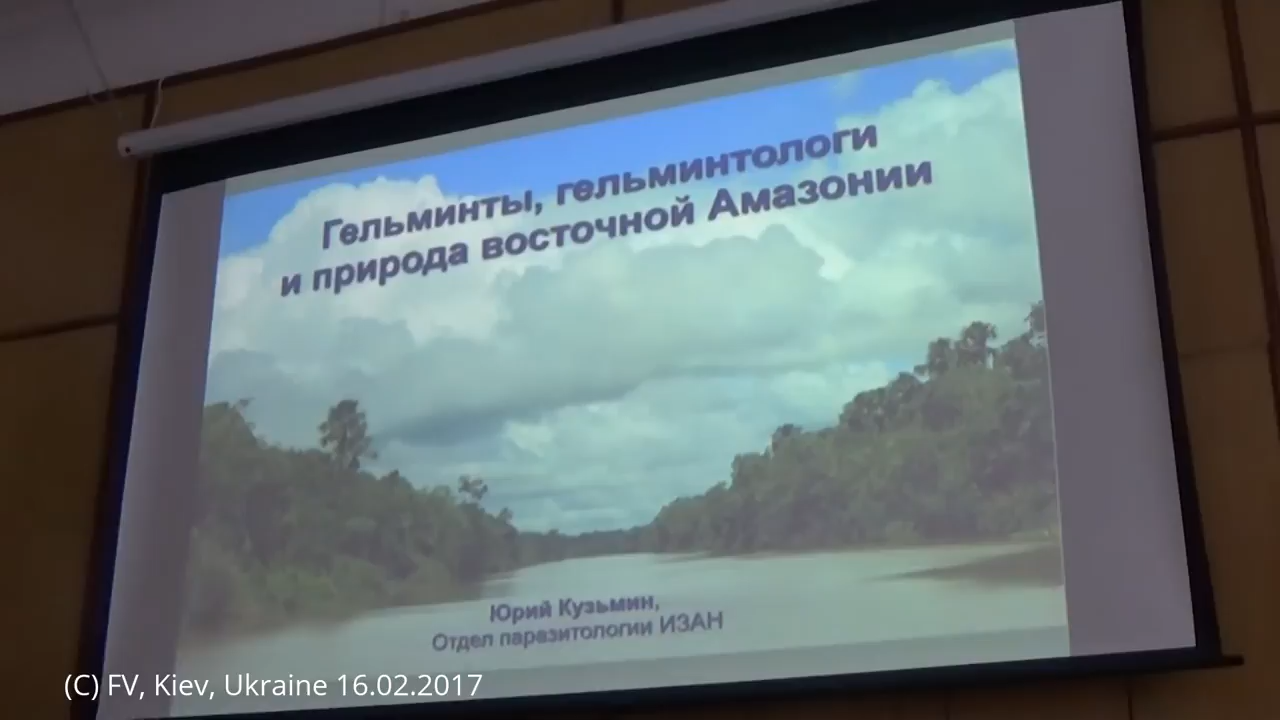 Гельминты, гельминтологи
и природа восточной Амазонии
Юрий Кузьмин,
Отдел паразитологии ИЗАН
(C) FV, Kiev, Ukraine 16.02.2017